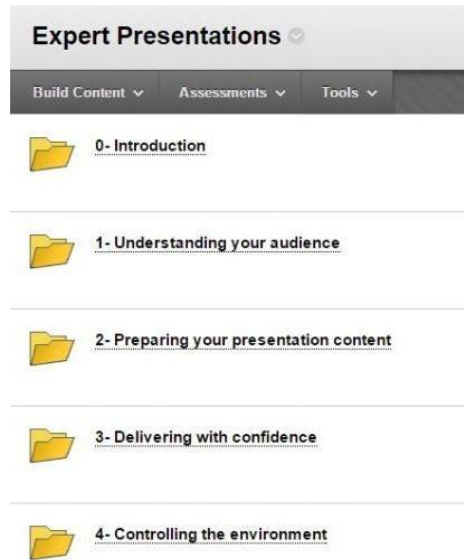 Expert Presentations
Build Content Assessments Tools
0- Introduction
1- Understanding your audience
2- Preparing your presentation content
3- Delivering with confidence
4- Controlling the environment